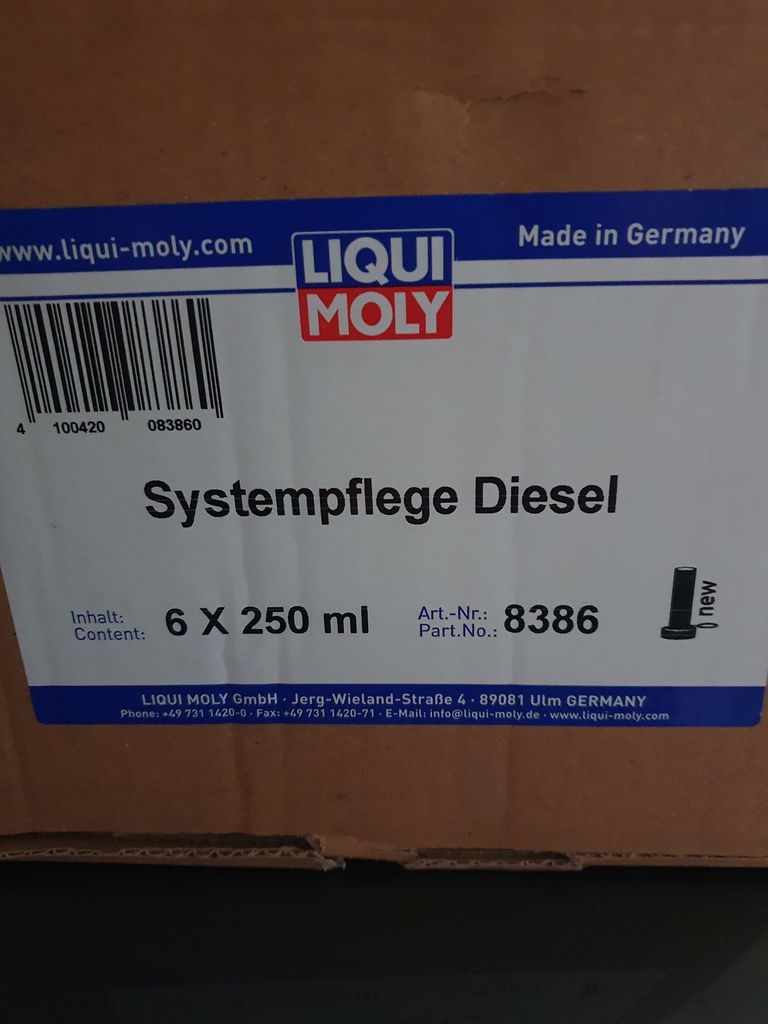 www.liqui-moly.com
LIQUI
MOLY
Made in Germany
4 100420 083860
Systempflege Diesel
Inhalt:
Content:
6 X 250 ml
Art.-Nr.:
Part.No.:
8386
new
LIQUI MOLY GmbH · Jerg-Wieland-Straße 4 · 89081 Ulm GERMANY
Phone: +49 731 1420-0 · Fax: +49 731 1420-71 · E-Mail: info@liqui-moly.de · www.liqui-moly.com